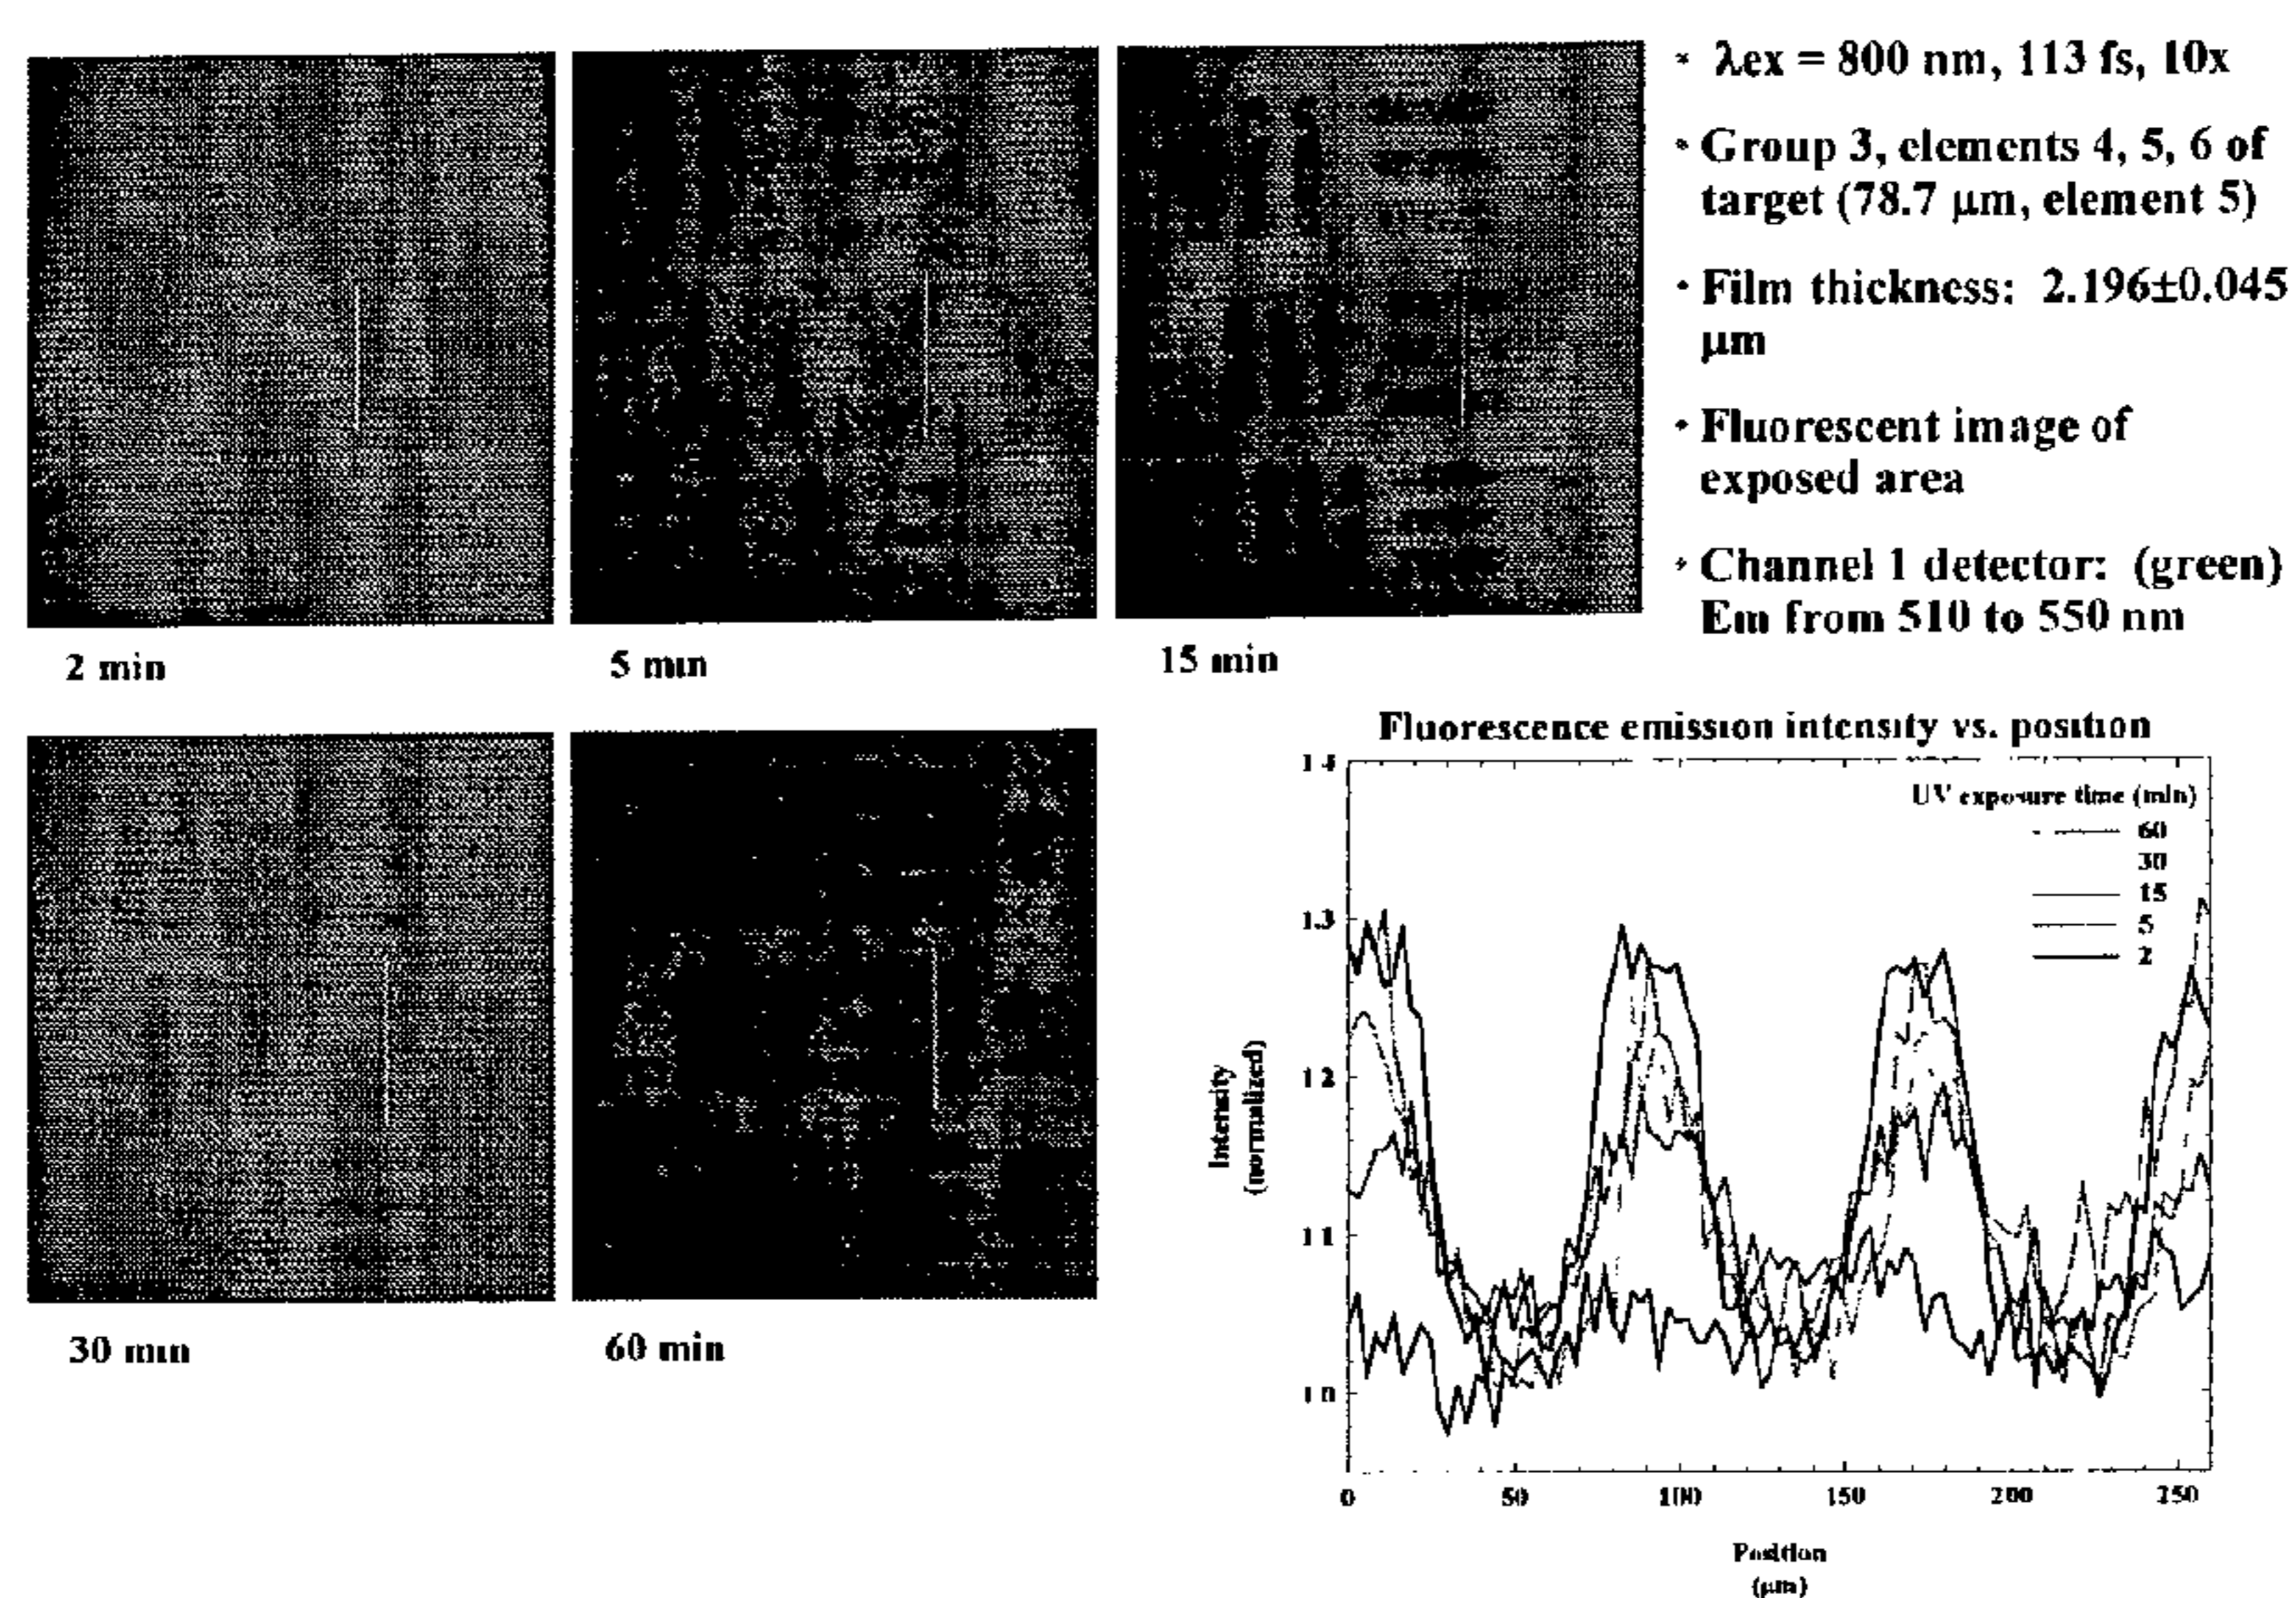 λex = 800 nm, 113 fs, 10x
Group 3, elements 4, 5, 6 of
target (78.7 μm, element 5)
Film thickness: 2.196±0.045
μm
Fluorescent image of
exposed area
Channel 1 detector: (green)
Em from 510 to 550 nm
2 min
5 min
15 min
30 min
60 min
Fluorescence emission intensity vs. position
UV exposure time (min)
60
30
15
5
2
1.4
1.3
1.2
1.1
1.0
Intensity
(normalized)
0
50
100
150
200
250
Position
(μm)